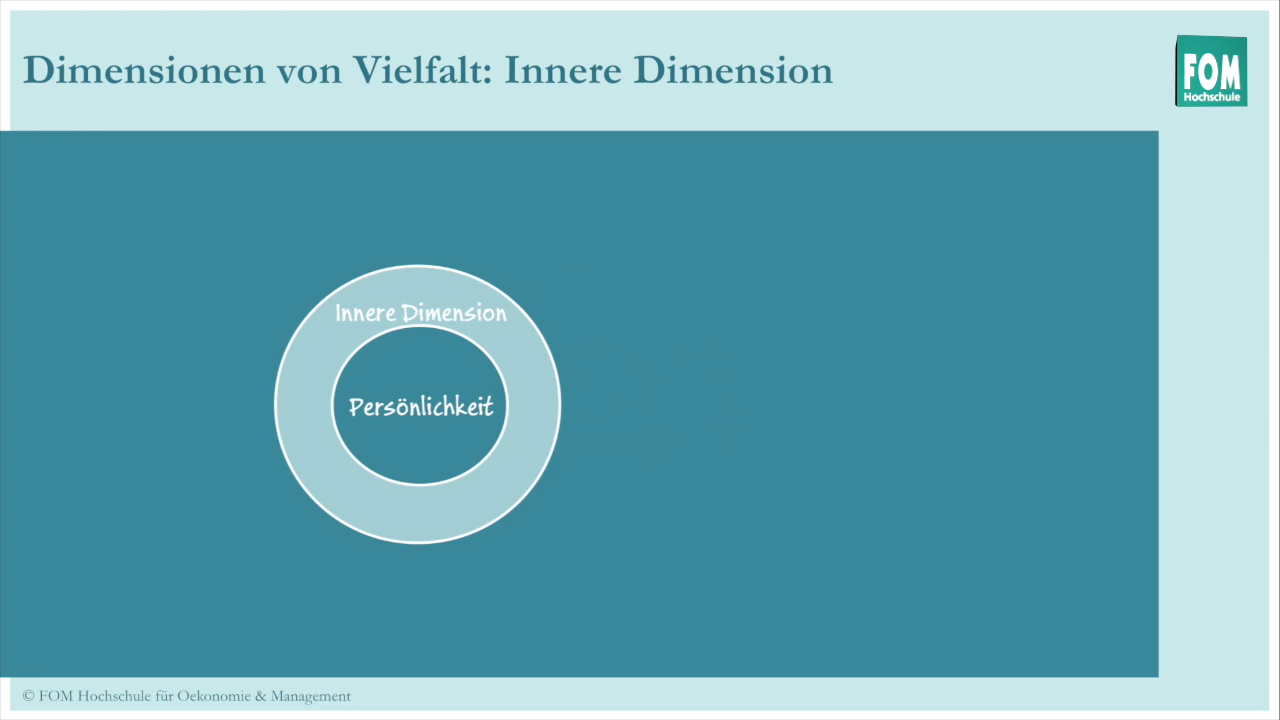 Dimensionen von Vielfalt: Innere Dimension
FOM
Hochschule
Innere Dimension
Persönlichkeit
© FOM Hochschule für Oekonomie & Management